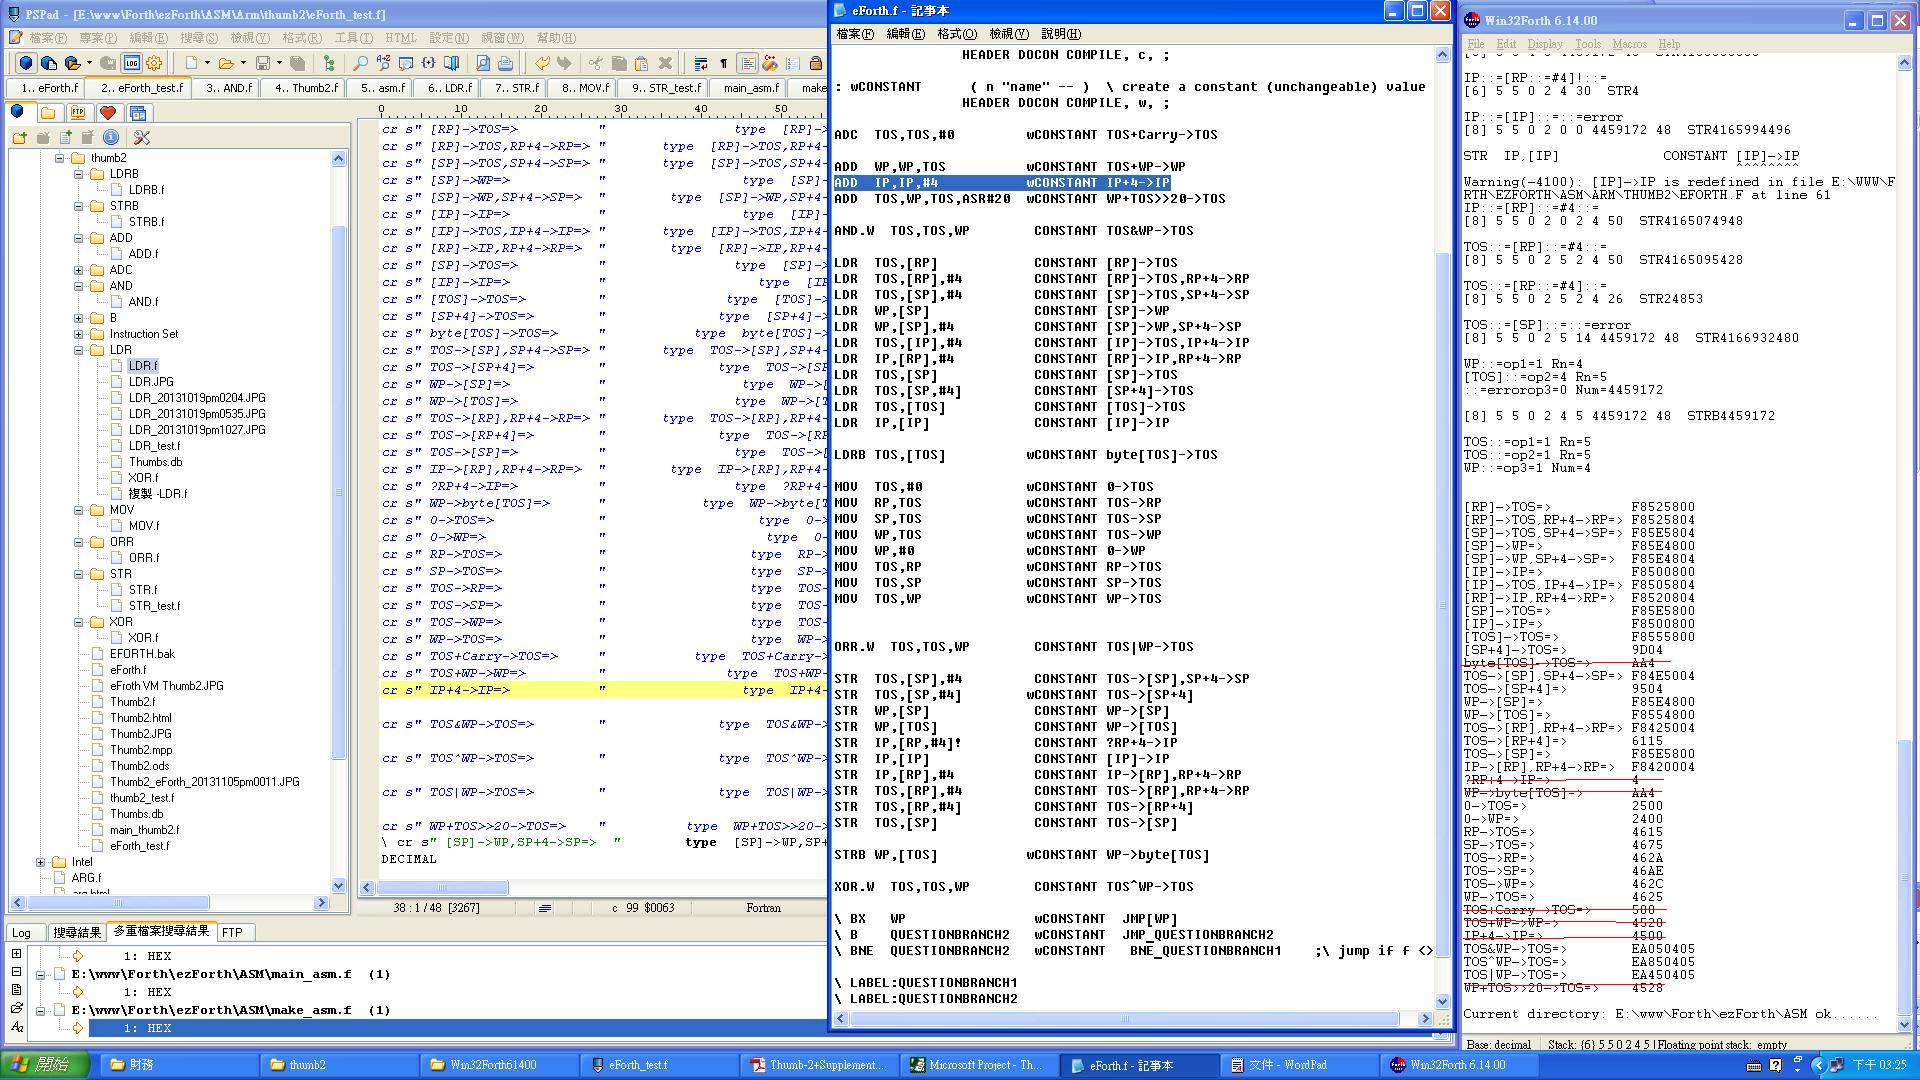 PSPad - [E:\www\Forth\ezForth\ASM\Arm\thumb2\eForth_test.f]
檔案(F) 專案(P) 編輯(E) 搜尋(S) 檢視(V) 格式(R) 工具(T) HTML 設定(N) 視窗(W) 幫助(H)
1.. eForth.f 2.. eForth_test.f 3.. AND.f 4.. Thumb2.f 5.. asm.f 6.. LDR.f 7.. STR.f 8.. MOV.f 9.. STR_test.f main_asm.f
thumb2
LDRB
LDRB.f
STRB
STRB.f
ADD
ADD.f
ADC
AND
AND.f
B
Instruction Set
LDR
LDR.f
LDR.JPG
LDR_20131019pm0204.JPG
LDR_20131019pm0535.JPG
LDR_20131019pm1027.JPG
LDR_test.f
Thumbs.db
XOR.f
複製 -LDR.f
MOV
MOV.f
ORR
ORR.f
STR
STR.f
STR_test.f
XOR
XOR.f
EFORTH.bak
eForth.f
eFroth VM Thumb2.JPG
Thumb2.f
Thumb2.html
Thumb2.JPG
Thumb2.mpp
Thumb2.ods
Thumb2_eForth_20131105pm0011.JPG
thumb2_test.f
Thumbs.db
main_thumb2.f
eForth_test.f
Intel
ARG.f
0 10 20 30 40 50
cr s" [RP]->TOS=> " type [RP]-
cr s" [RP]->TOS,RP+4->RP=> " type [RP]->TOS,RP+4-
cr s" [SP]->TOS,SP+4->SP=> " type [SP]->TOS,SP+4-
cr s" [SP]->WP=> " type [SP]-
cr s" [SP]->WP,SP+4->SP=> " type [SP]->WP,SP+4-
cr s" [IP]->IP=> " type [IP]-
cr s" [IP]->TOS,IP+4->IP=> " type [IP]->TOS,IP+4-
cr s" [RP]->IP,RP+4->RP=> " type [RP]->IP,RP+4-
cr s" [SP]->TOS=> " type [SP]-
cr s" [IP]->IP=> " type [IP
cr s" [TOS]->TOS=> " type [TOS]-
cr s" [SP+4]->TOS=> " type [SP+4]-
cr s" byte[TOS]->TOS=> " type byte[TOS]-
cr s" TOS->[SP],SP+4->SP=> " type TOS->[SP],SP+4-
cr s" TOS->[SP+4]=> " type TOS->[SP
cr s" WP->[SP]=> " type WP->[
cr s" WP->[TOS]=> " type WP->[T
cr s" TOS->[RP],RP+4->RP=> " type TOS->[RP],RP+4-
cr s" TOS->[RP+4]=> " type TOS->[RP
cr s" TOS->[SP]=> " type TOS->
cr s" IP->[RP],RP+4->RP=> " type IP->[RP],RP+4-
cr s" ?RP+4->IP=> " type ?RP+4-
cr s" WP->byte[TOS]=> " type WP->byte[T
cr s" 0->TOS=> " type 0-
cr s" 0->WP=> " type 0-
cr s" RP->TOS=> " type RP-
cr s" SP->TOS=> " type SP-
cr s" TOS->RP=> " type TOS-
cr s" TOS->SP=> " type TOS-
cr s" TOS->WP=> " type TOS-
cr s" WP->TOS=> " type WP-
cr s" TOS+Carry->TOS=> " type TOS+Carry-
cr s" TOS+WP->WP=> " type TOS+WP-
cr s" IP+4->IP=> " type IP+4-
cr s" TOS&WP->TOS=> " type TOS&WP-
cr s" TOS^WP->TOS=> " type TOS^WP-
cr s" TOS|WP->TOS=> " type TOS|WP-
cr s" WP+TOS>>20->TOS=> " type WP+TOS>>20-
\ cr s" [SP]->WP,SP+4->SP=> " type [SP]->WP,SP+
DECIMAL
38 : 1 / 48 [3267] c 99 $0063 Fortran
Log 搜尋結果 多重檔案搜尋結果 FTP
1: HEX
E:\www\Forth\ezForth\ASM\main_asm.f (1)
1: HEX
E:\www\Forth\ezForth\ASM\make_asm.f (1)
1: HEX
eForth.f - 記事本
檔案(F) 編輯(E) 格式(O) 檢視(V) 說明(H)
HEADER DOCON COMPILE, c, ;
: wCONSTANT ( n "name" -- ) \ create a constant (unchangeable) value
HEADER DOCON COMPILE, w, ;
ADC TOS,TOS,#0 wCONSTANT TOS+Carry->TOS
ADD WP,WP,TOS wCONSTANT TOS+WP->WP
ADD IP,IP,#4 wCONSTANT IP+4->IP
ADD TOS,WP,TOS,ASR#20 wCONSTANT WP+TOS>>20->TOS
AND.W TOS,TOS,WP CONSTANT TOS&WP->TOS
LDR TOS,[RP] CONSTANT [RP]->TOS
LDR TOS,[RP],#4 CONSTANT [RP]->TOS,RP+4->RP
LDR TOS,[SP],#4 CONSTANT [SP]->TOS,SP+4->SP
LDR WP,[SP] CONSTANT [SP]->WP
LDR WP,[SP],#4 CONSTANT [SP]->WP,SP+4->SP
LDR TOS,[IP],#4 CONSTANT [IP]->TOS,IP+4->IP
LDR IP,[RP],#4 CONSTANT [RP]->IP,RP+4->RP
LDR TOS,[SP] CONSTANT [SP]->TOS
LDR TOS,[SP,#4] CONSTANT [SP+4]->TOS
LDR TOS,[TOS] CONSTANT [TOS]->TOS
LDR IP,[IP] CONSTANT [IP]->IP
LDRB TOS,[TOS] wCONSTANT byte[TOS]->TOS
MOV TOS,#0 wCONSTANT 0->TOS
MOV RP,TOS wCONSTANT TOS->RP
MOV SP,TOS wCONSTANT TOS->SP
MOV WP,TOS wCONSTANT TOS->WP
MOV WP,#0 wCONSTANT 0->WP
MOV TOS,RP wCONSTANT RP->TOS
MOV TOS,SP wCONSTANT SP->TOS
MOV TOS,WP wCONSTANT WP->TOS
ORR.W TOS,TOS,WP CONSTANT TOS|WP->TOS
STR TOS,[SP],#4 CONSTANT TOS->[SP],SP+4->SP
STR TOS,[SP,#4] wCONSTANT TOS->[SP+4]
STR WP,[SP] CONSTANT WP->[SP]
STR WP,[TOS] CONSTANT WP->[TOS]
STR IP,[RP,#4]! CONSTANT ?RP+4->IP
STR IP,[IP] CONSTANT [IP]->IP
STR IP,[RP],#4 CONSTANT IP->[RP],RP+4->RP
STR TOS,[RP],#4 CONSTANT TOS->[RP],RP+4->RP
STR TOS,[RP,#4] CONSTANT TOS->[RP+4]
STR TOS,[SP] CONSTANT TOS->[SP]
STRB WP,[TOS] wCONSTANT WP->byte[TOS]
XOR.W TOS,TOS,WP CONSTANT TOS^WP->TOS
\ BX WP wCONSTANT JMP[WP]
\ B QUESTIONBRANCH2 wCONSTANT JMP_QUESTIONBRANCH2
\ BNE QUESTIONBRANCH2 wCONSTANT BNE_QUESTIONBRANCH1 ;\ jump if f <>
\ LABEL:QUESTIONBRANCH1
\ LABEL:QUESTIONBRANCH2
Win32Forth 6.14.00
File Edit Display Tools Macros Help
IP::=[RP::=#4]!::=
[6] 5 5 0 2 4 30 STR4
IP::=[IP]::=::=error
[8] 5 5 0 2 0 0 4459172 48 STR4165994496
STR IP,[IP] CONSTANT [IP]->IP
^^^^^^^^
Warning(-4100): [IP]->IP is redefined in file E:\WWW\F
RTH\EZFORTH\ASM\ARM\THUMB2\EFORTH.F at line 61
IP::=[RP]::=#4::=
[8] 5 5 0 2 0 2 4 50 STR4165074948
TOS::=[RP]::=#4::=
[8] 5 5 0 2 5 2 4 50 STR4165095428
TOS::=[RP::=#4]::=
[8] 5 5 0 2 5 2 4 26 STR24853
TOS::=[SP]::=::=error
[8] 5 5 0 2 5 14 4459172 48 STR4166932480
WP::=op1=1 Rn=4
[TOS]::=op2=4 Rn=5
::=errorop3=0 Num=4459172
[8] 5 5 0 2 4 5 4459172 48 STRB4459172
TOS::=op1=1 Rn=5
TOS::=op2=1 Rn=5
WP::=op3=1 Num=4
[RP]->TOS=> F8525800
[RP]->TOS,RP+4->RP=> F8525804
[SP]->TOS,SP+4->SP=> F85E5804
[SP]->WP=> F85E4800
[SP]->WP,SP+4->SP=> F85E4804
[IP]->IP=> F8500800
[IP]->TOS,IP+4->IP=> F8505804
[RP]->IP,RP+4->RP=> F8520804
[SP]->TOS=> F85E5800
[IP]->IP=> F8500800
[TOS]->TOS=> F8555800
[SP+4]->TOS=> 9D04
byte[TOS]->TOS=> AA4
TOS->[SP],SP+4->SP=> F84E5004
TOS->[SP+4]=> 9504
WP->[SP]=> F85E4800
WP->[TOS]=> F8554800
TOS->[RP],RP+4->RP=> F8425004
TOS->[RP+4]=> 6115
TOS->[SP]=> F85E5800
IP->[RP],RP+4->RP=> F8420004
?RP+4->IP=> 4
WP->byte[TOS]-> AA4
0->TOS=> 2500
0->WP=> 2400
RP->TOS=> 4615
SP->TOS=> 4675
TOS->RP=> 462A
TOS->SP=> 46AE
TOS->WP=> 462C
WP->TOS=> 4625
TOS+Carry->TOS=> 500
TOS+WP->WP- 4520
IP+4->IP=> 4500
TOS&WP->TOS=> EA050405
TOS^WP->TOS=> EA850405
TOS|WP->TOS=> EA450405
WP+TOS>>20->TOS=> 4528
Current directory: E:\www\Forth\ezForth\ASM ok......
Base: decimal Stack: {6} 5 5 0 2 4 5 Floating point stack: empty
開始 財務 thumb2 Win32Forth61400 eForth_test.f Thumb-2+Supplement... Microsoft Project - Th... eForth.f - 記事本 文件 - WordPad Win32Forth 6.14.00 下午 03:25